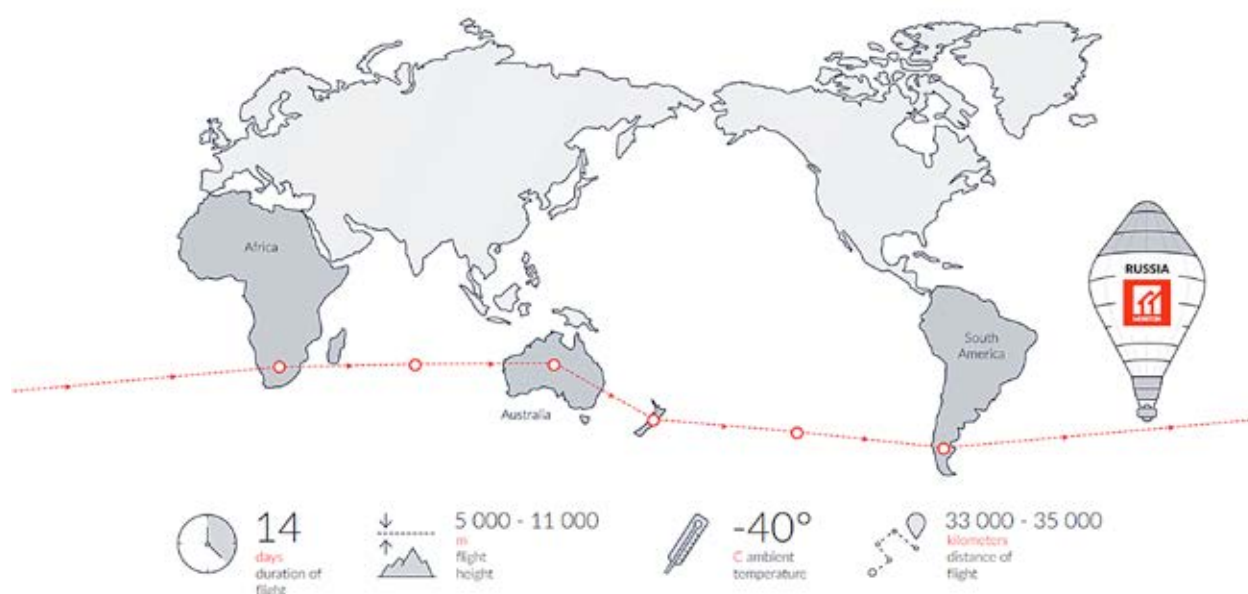 Africa
RUSSIA
MORTON
South
America
Australia
14
days
duration of
flight
5 000 - 11 000
m
flight
height
-40°
C ambient
temperature
33 000 - 35 000
kilometers
distance of
flight